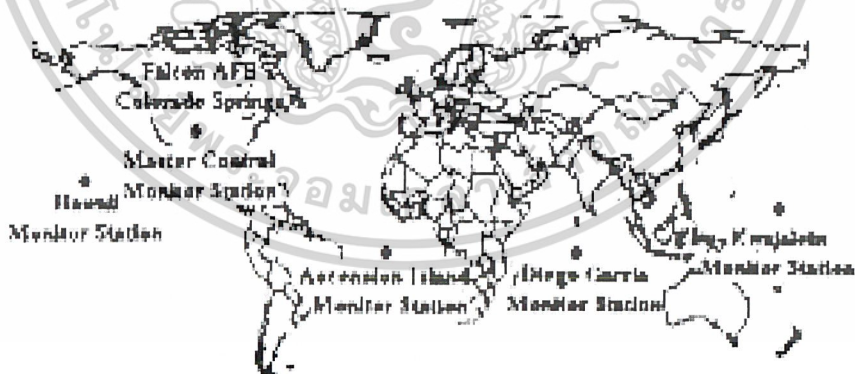 Falcon AFB
Colorado Springs
Master Control
Monitor Station
Hawaii
Monitor Station
Ascension Island
Monitor Station
Diego Garcia
Monitor Station
Kwajalein
Monitor Station